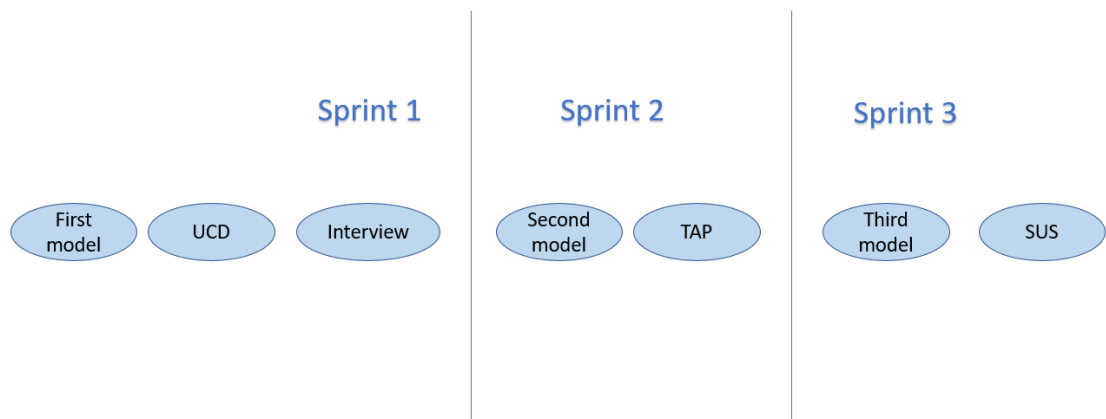 Sprint 1
Sprint 2
Sprint 3
First
model
UCD
Interview
Second
model
TAP
Third
model
SUS